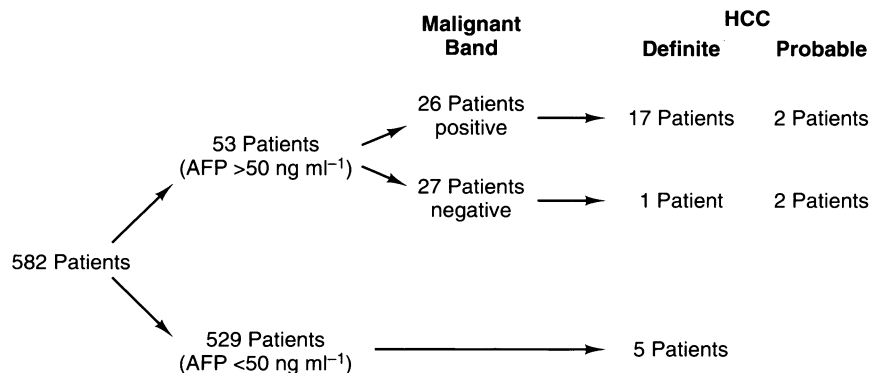 HCC
Malignant
Band
Definite Probable
26 Patients
positive
17 Patients 2 Patients
53 Patients
(AFP >50 ng ml⁻¹)
27 Patients
negative
1 Patient 2 Patients
582 Patients
529 Patients
(AFP <50 ng ml⁻¹)
5 Patients